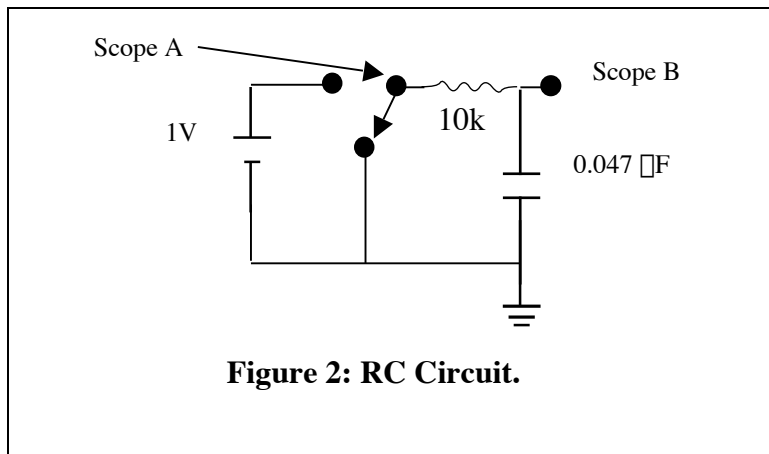 Scope A
Scope B
1V
10k
0.047 □F
Figure 2: RC Circuit.